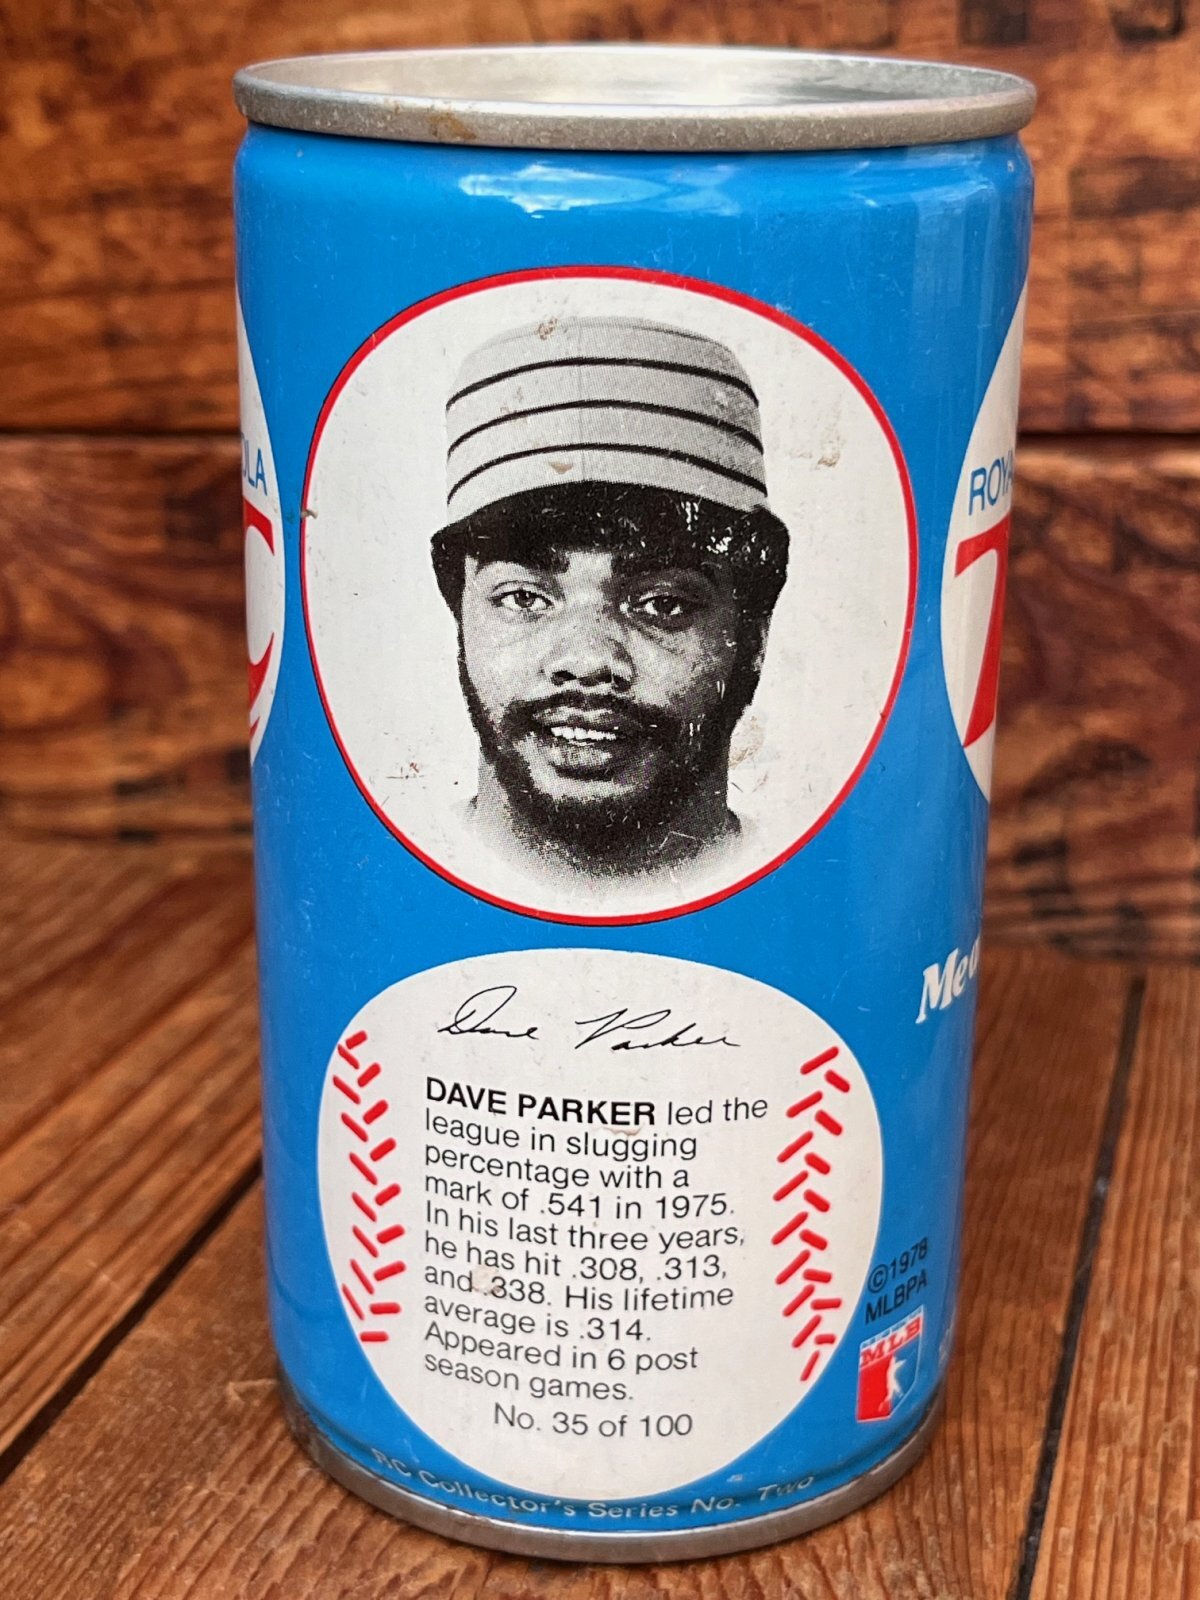 Dave Parker
DAVE PARKER led the
league in slugging
percentage with a
mark of .541 in 1975.
In his last three years,
he has hit .308, .313,
and .338. His lifetime
average is .314.
Appeared in 6 post
season games.
No. 35 of 100
©1978
MLBPA
MLB
RC Collector's Series No. Two